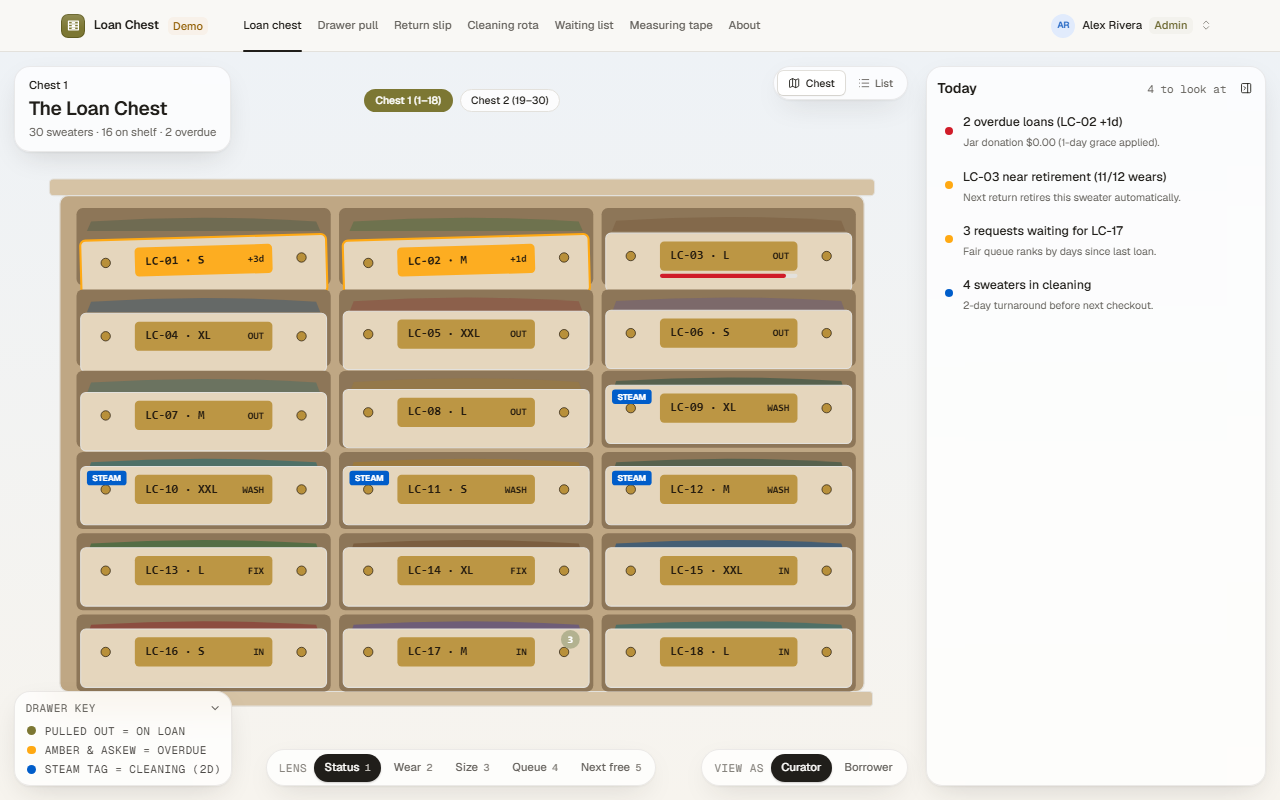 Loan Chest Demo Loan chest Drawer pull Return slip Cleaning rota Waiting list Measuring tape About AR Alex Rivera Admin
Chest 1
The Loan Chest
30 sweaters · 16 on shelf · 2 overdue
Chest 1 (1–18) Chest 2 (19–30)
Chest List
LC-01 · S +3d
LC-02 · M +1d
LC-03 · L OUT
LC-04 · XL OUT
LC-05 · XXL OUT
LC-06 · S OUT
LC-07 · M OUT
LC-08 · L OUT
STEAM
LC-09 · XL WASH
STEAM
LC-10 · XXL WASH
STEAM
LC-11 · S WASH
STEAM
LC-12 · M WASH
LC-13 · L FIX
LC-14 · XL FIX
LC-15 · XXL IN
LC-16 · S IN
3
LC-17 · M IN
LC-18 · L IN
DRAWER KEY
PULLED OUT = ON LOAN
AMBER & ASKEW = OVERDUE
STEAM TAG = CLEANING (2D)
LENS Status 1 Wear 2 Size 3 Queue 4 Next free 5
VIEW AS Curator Borrower
Today 4 to look at
2 overdue loans (LC-02 +1d)
Jar donation $0.00 (1-day grace applied).
LC-03 near retirement (11/12 wears)
Next return retires this sweater automatically.
3 requests waiting for LC-17
Fair queue ranks by days since last loan.
4 sweaters in cleaning
2-day turnaround before next checkout.